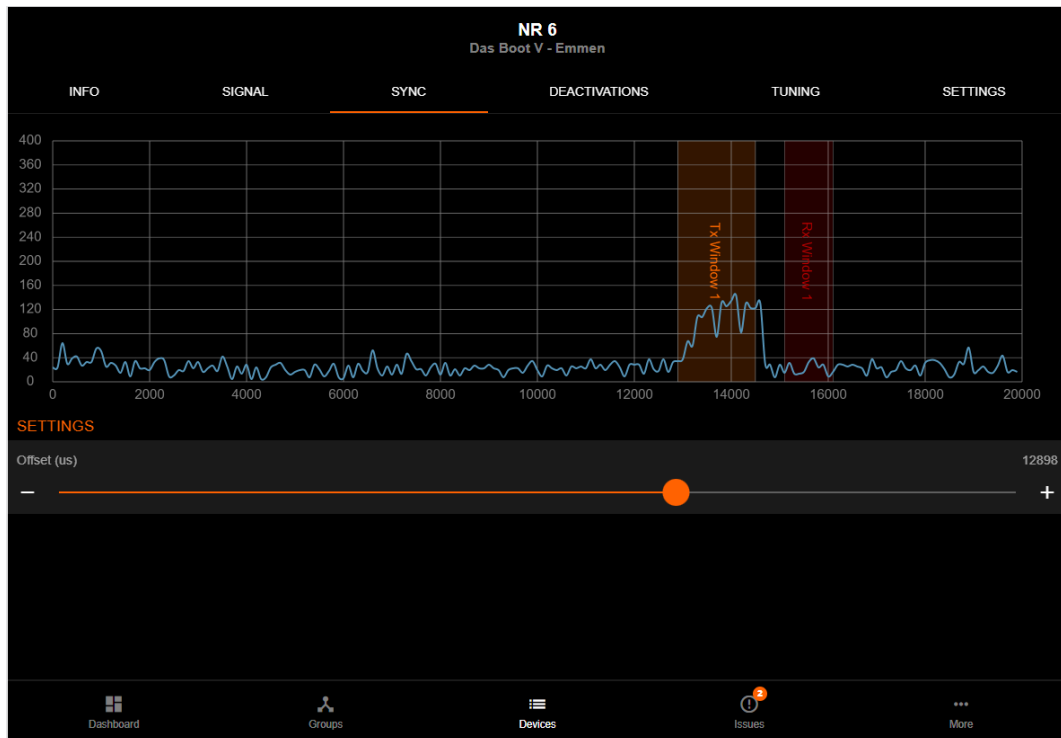 NR 6
Das Boot V - Emmen
INFO SIGNAL SYNC DEACTIVATIONS TUNING SETTINGS
400
360
320
280
240
200
160
120
80
40
0
Tx Window 1
Rx Window 1
0 2000 4000 6000 8000 10000 12000 14000 16000 18000 20000
SETTINGS
Offset (us) 12898
− +
2
Dashboard Groups Devices Issues More